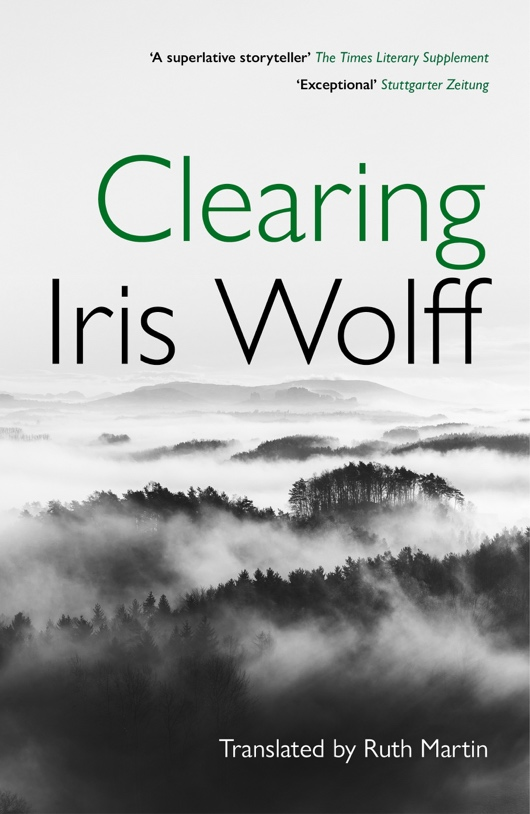 ‘A superlative storyteller’ The Times Literary Supplement
‘Exceptional’ Stuttgarter Zeitung
Clearing
Iris Wolff
Translated by Ruth Martin